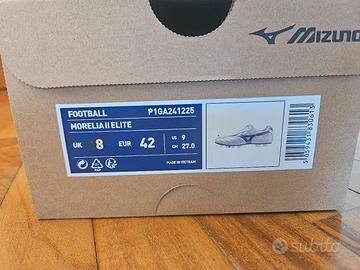 mizuno
FOOTBALL P1GA241225
MORELIA II ELITE
UK 8 EUR 42 US 9 CM 27.0
PAP
MADE IN VIETNAM
subito